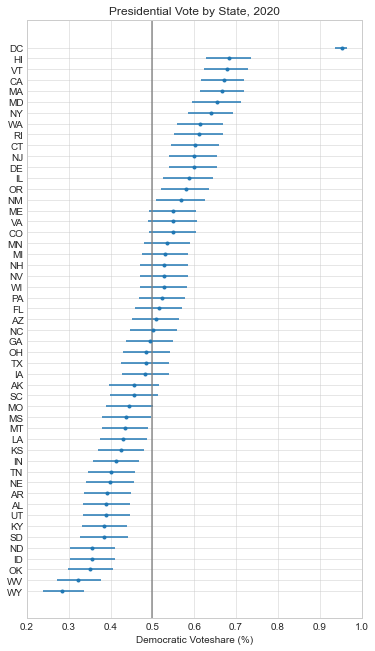 Presidential Vote by State, 2020
DC
HI
VT
CA
MA
MD
NY
WA
RI
CT
NJ
DE
IL
OR
NM
ME
VA
CO
MN
MI
NH
NV
WI
PA
FL
AZ
NC
GA
OH
TX
IA
AK
SC
MO
MS
MT
LA
KS
IN
TN
NE
AR
AL
UT
KY
SD
ND
ID
OK
WV
WY
0.2 0.3 0.4 0.5 0.6 0.7 0.8 0.9 1.0
Democratic Voteshare (%)